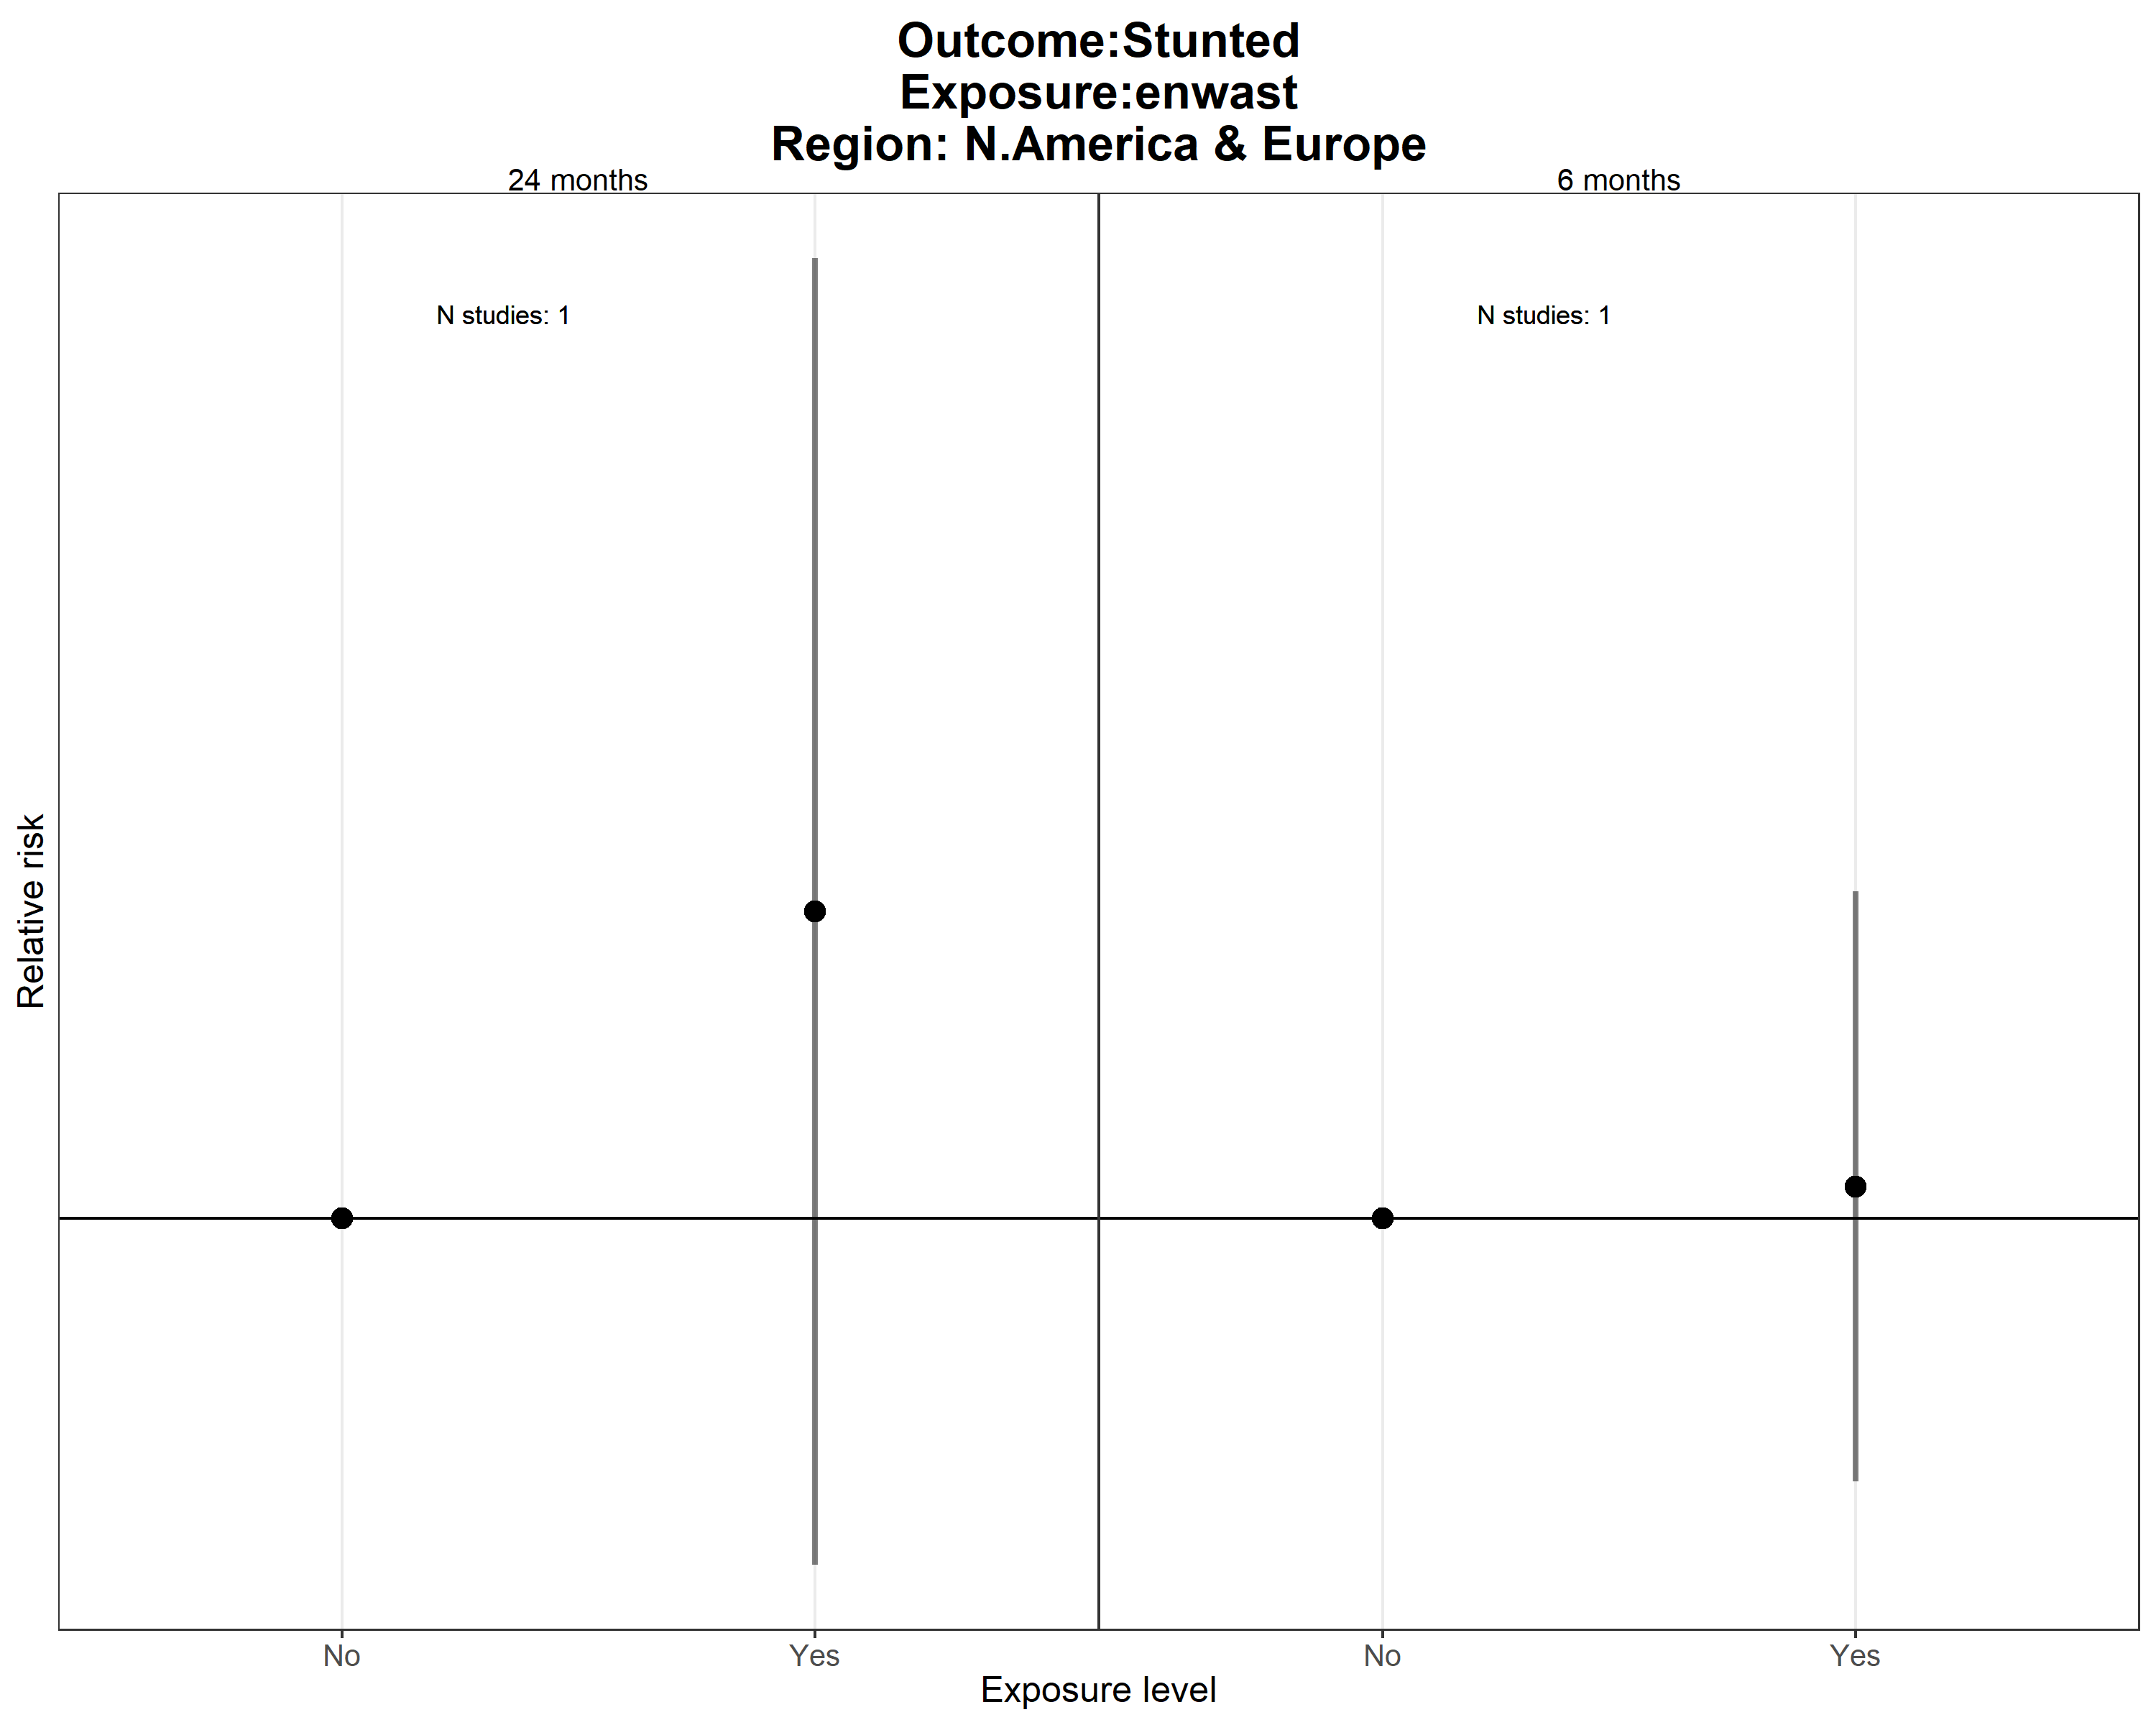 Outcome:Stunted
Exposure:enwast
Region: N.America & Europe
24 months
6 months
N studies: 1
N studies: 1
Relative risk
No
Yes
No
Yes
Exposure level